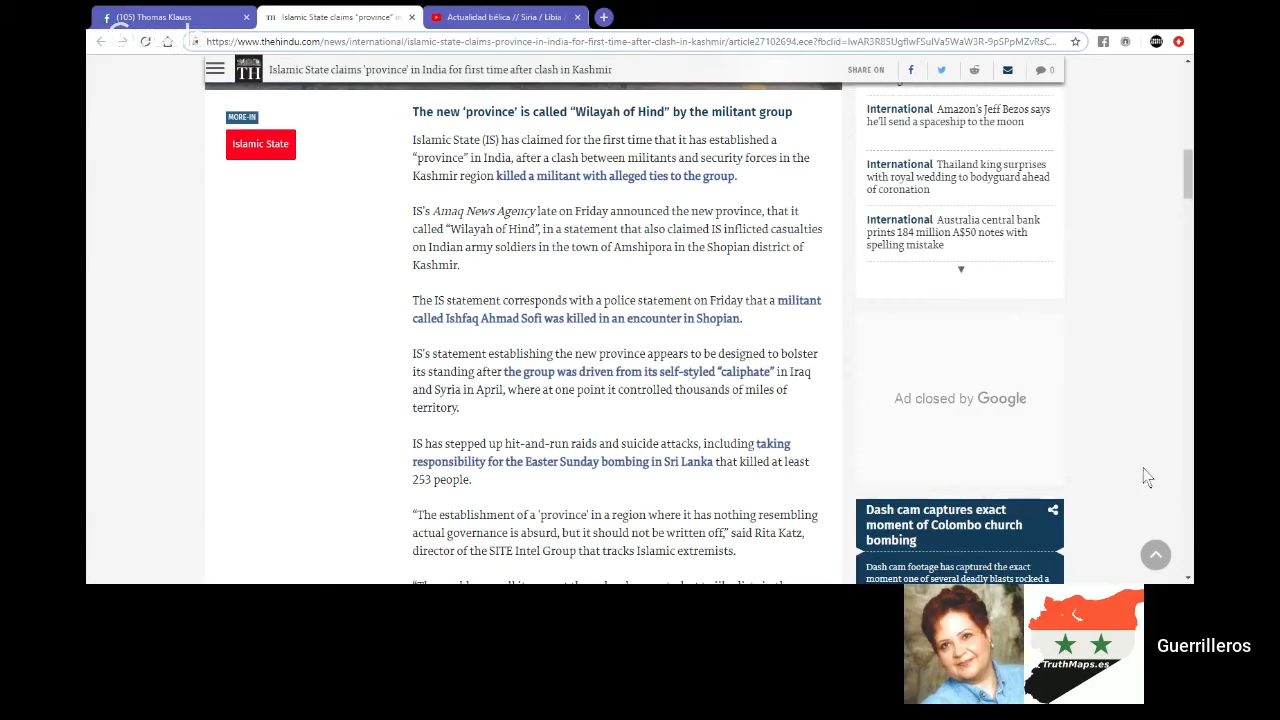 (105) Thomas Klauss
TH Islamic State claims "province" in
Actualidad bélica // Siria / Libia
https://www.thehindu.com/news/international/islamic-state-claims-province-in-india-for-first-time-after-clash-in-kashmir/article27102694.ece?fbclid=
TH
Islamic State claims 'province' in India for first time after clash in Kashmir
SHARE ON
0
MORE-IN
Islamic State
The new ‘province’ is called “Wilayah of Hind” by the militant group
Islamic State (IS) has claimed for the first time that it has established a
“province” in India, after a clash between militants and security forces in the
Kashmir region killed a militant with alleged ties to the group.
IS's Amaq News Agency late on Friday announced the new province, that it
called “Wilayah of Hind”, in a statement that also claimed IS inflicted casualties
on Indian army soldiers in the town of Amshipora in the Shopian district of
Kashmir.
The IS statement corresponds with a police statement on Friday that a militant
called Ishfaq Ahmad Sofi was killed in an encounter in Shopian.
IS's statement establishing the new province appears to be designed to bolster
its standing after the group was driven from its self-styled “caliphate” in Iraq
and Syria in April, where at one point it controlled thousands of miles of
territory.
IS has stepped up hit-and-run raids and suicide attacks, including taking
responsibility for the Easter Sunday bombing in Sri Lanka that killed at least
253 people.
“The establishment of a 'province' in a region where it has nothing resembling
actual governance is absurd, but it should not be written off,” said Rita Katz,
director of the SITE Intel Group that tracks Islamic extremists.
International Amazon's Jeff Bezos says
he'll send a spaceship to the moon
International Thailand king surprises
with royal wedding to bodyguard ahead
of coronation
International Australia central bank
prints 184 million A$50 notes with
spelling mistake
Ad closed by Google
Dash cam captures exact
moment of Colombo church
bombing
Dash cam footage has captured the exact
moment one of several deadly blasts rocked a
TruthMaps.es
Guerrilleros